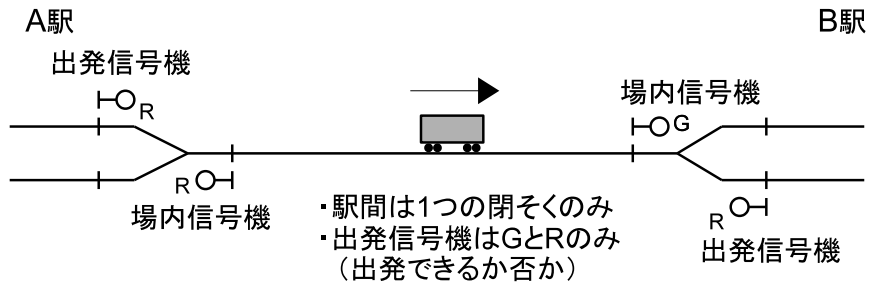 A駅
B駅
出発信号機
R
場内信号機
G
R
場内信号機
・駅間は1つの閉そくのみ
・出発信号機はGとRのみ
（出発できるか否か）
R
出発信号機